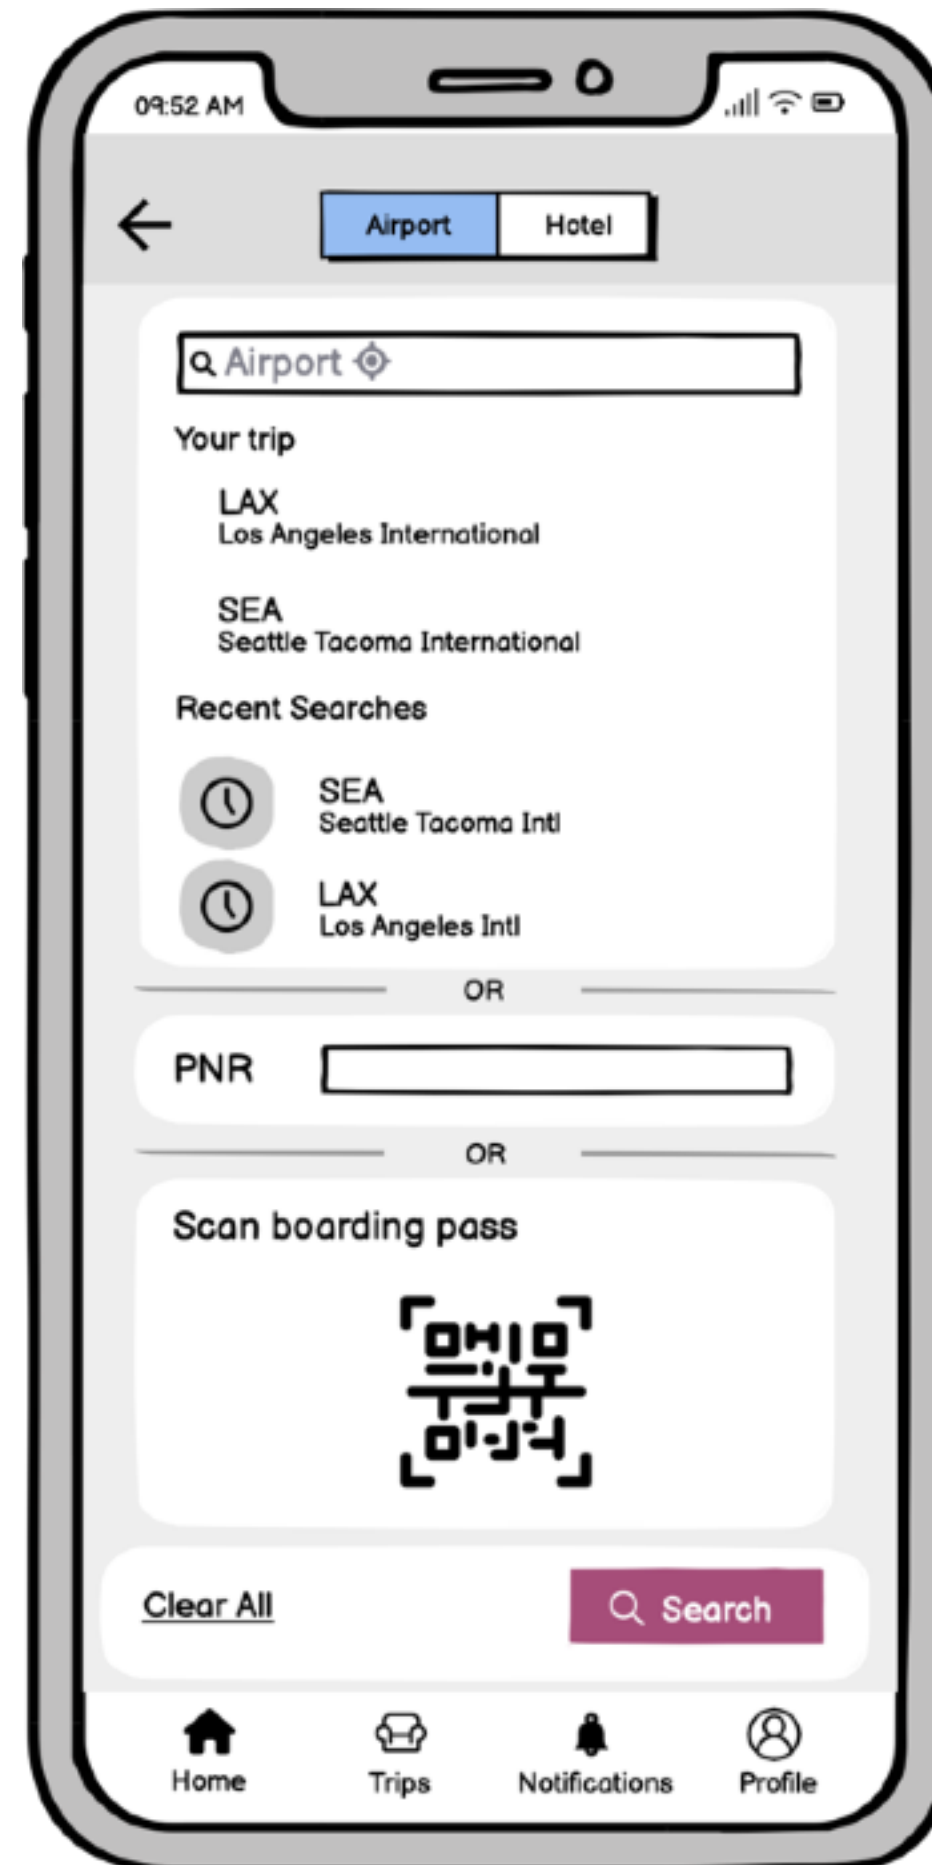 09:52 AM
Airport
Hotel
Airport
Your trip
LAX
Los Angeles International
SEA
Seattle Tacoma International
Recent Searches
SEA
Seattle Tacoma Intl
LAX
Los Angeles Intl
OR
PNR
OR
Scan boarding pass
Clear All
Search
Home
Trips
Notifications
Profile